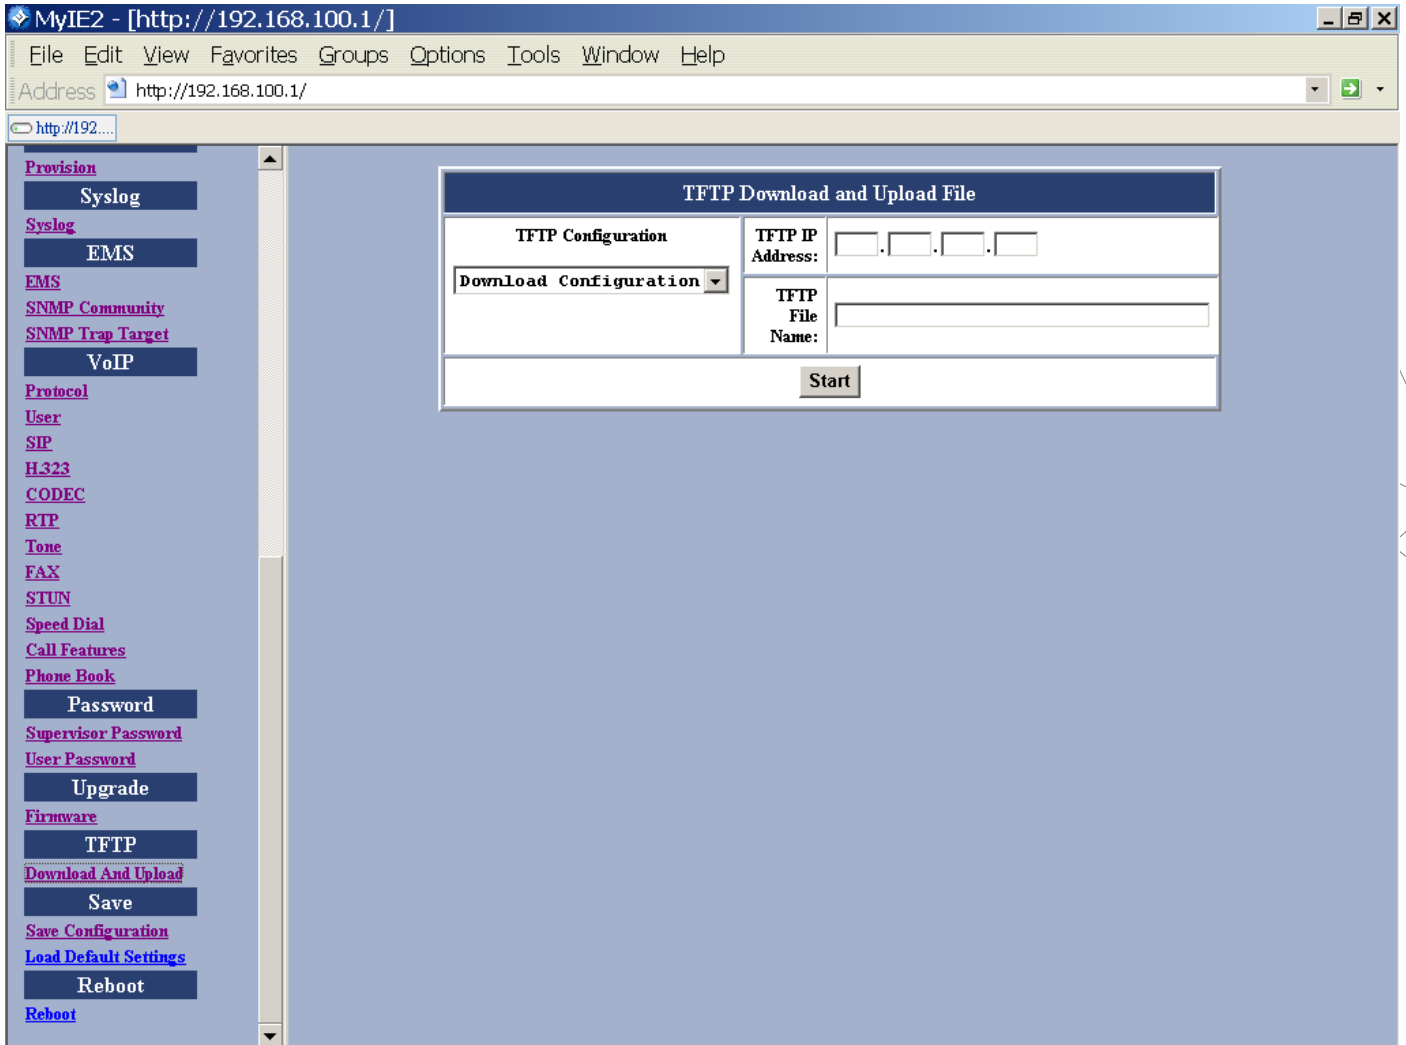 MyIE2 - [http://192.168.100.1/]
File Edit View Favorites Groups Options Tools Window Help
Address http://192.168.100.1/
http://192....
Provision
Syslog
Syslog
EMS
EMS
SNMP Community
SNMP Trap Target
VoIP
Protocol
User
SIP
H.323
CODEC
RTP
Tone
FAX
STUN
Speed Dial
Call Features
Phone Book
Password
Supervisor Password
User Password
Upgrade
Firmware
TFTP
Download And Upload
Save
Save Configuration
Load Default Settings
Reboot
Reboot
TFTP Download and Upload File
TFTP Configuration
Download Configuration
TFTP IP
Address:
. . .
TFTP
File
Name:
Start